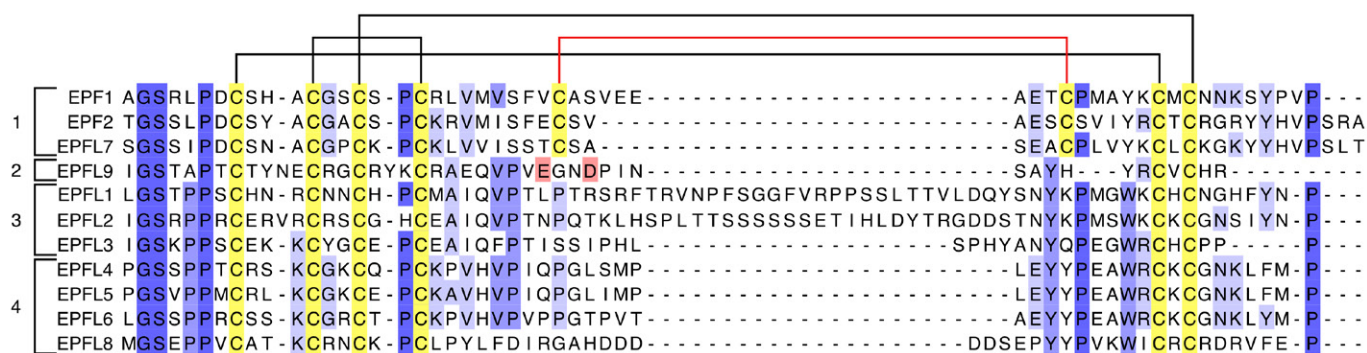 EPF1 AGSRLPDCSH-ACGSCS-PCRLVMVSFVCASVEE------------------------AETCPMAYKCMCNNKSYPVP---
1 EPF2 TGSSLPDCSY-ACGACS-PCKRVMISFECSV---------------------------AESCSVIYRCTCRGRYYHVPSRA
EPFL7 SGSSIPDCSN-ACGPCK-PCKLVVISSTCSA---------------------------SEACPLVYKCLCKGKYYHVPSLT
2 EPFL9 IGSTAPTCTYNECRGCRYKCRAEQVPVEGNDPIN------------------------SAYH---YRCVCHR---------
EPFL1 IGSTPPSCHN-RCNNCH-PCMAIQVPTLPTRSRFTRVNPFSGGFVRPPSSLTTVLDQYSNYKPMGWKCHCNGHFYN-P---
3 EPFL2 IGSRPPRCERVRCRSCG-HCEAIQVPTNPQTKLHSPLTTSSSSSSETIHLDYTRGDDSTNYKPMSWKCKCGNSIYN-P---
EPFL3 IGSKPPSCEK-KCYGCE-PCEAIQFPTISSIPHL--------------------SPHYANYQPEGWRCHCPP-----P---
EPFL4 PGSSPPTCRS-KCGKCQ-PCKPVHVPIQPGLSMP------------------------LEYYPEAWRCKCGNKLFM-P---
4 EPFL5 PGSVPPMCRL-KCGKCE-PCKAVHVPIQPGLIMP------------------------LEYYPEAWRCKCGNKLFM-P---
EPFL6 LGSSPPRCSS-KCGRCT-PCKPVHVPVPPGTPVT------------------------AEYYPEAWRCKCGNKLYM-P---
EPFL8 MGSEPPVCAT-KCRNCK-PCLPYLFDIRGAHDDD---------------------DDSEPYYPVKWICRCRDRVFE-P---